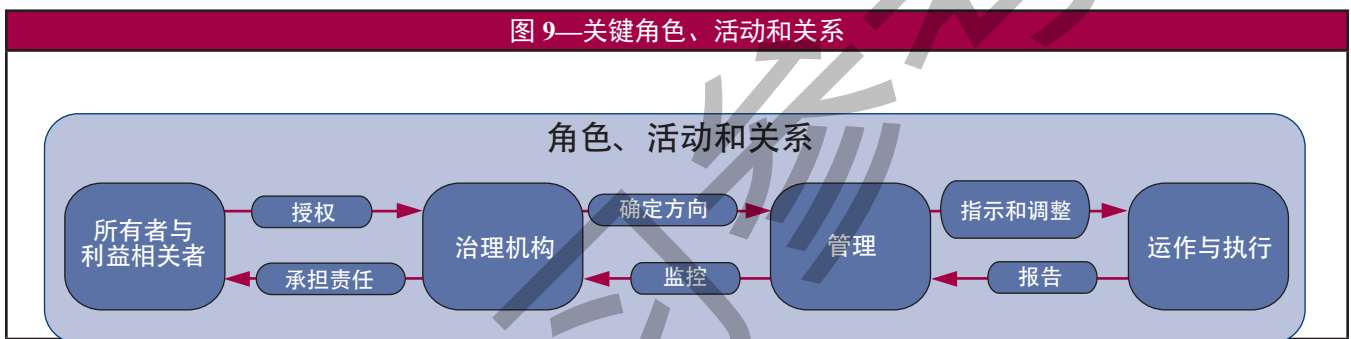 图 9—关键角色、活动和关系
角色、活动和关系
所有者与
利益相关者
授权
承担责任
治理机构
确定方向
监控
管理
指示和调整
报告
运作与执行